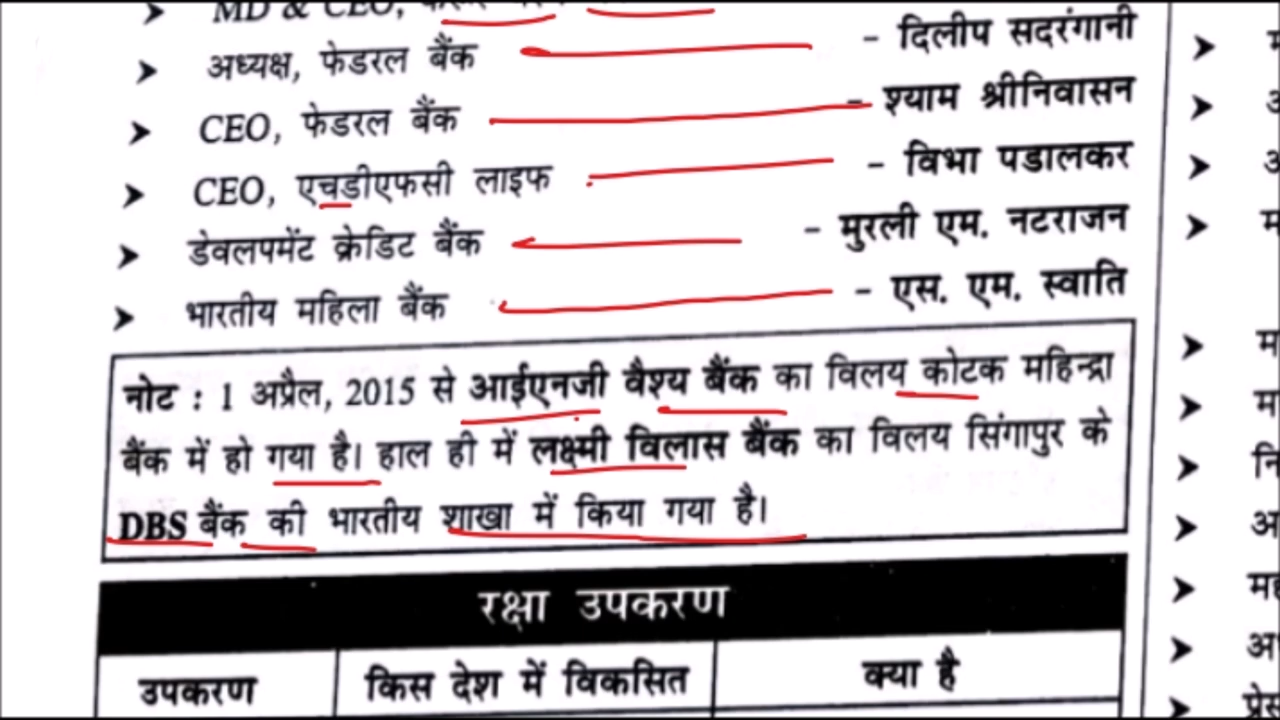 ➤ MD & CEO,
➤ अध्यक्ष, फेडरल बैंक – दिलीप सदरंगानी
➤ CEO, फेडरल बैंक – श्याम श्रीनिवासन
➤ CEO, एचडीएफसी लाइफ – विभा पडालकर
➤ डेवलपमेंट क्रेडिट बैंक – मुरली एम. नटराजन
➤ भारतीय महिला बैंक – एस. एम. स्वाति
नोट : 1 अप्रैल, 2015 से आईएनजी वैश्य बैंक का विलय कोटक महिन्द्रा
बैंक में हो गया है। हाल ही में लक्ष्मी विलास बैंक का विलय सिंगापुर के
DBS बैंक की भारतीय शाखा में किया गया है।
रक्षा उपकरण
उपकरण किस देश में विकसित क्या है